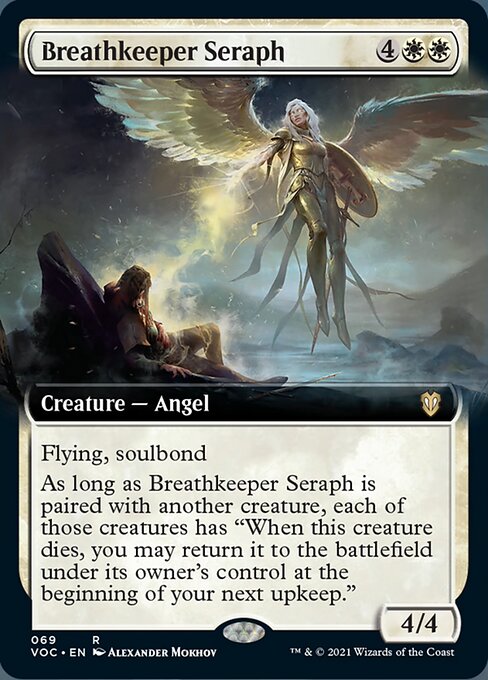 Breathkeeper Seraph 4
Creature — Angel
Flying, soulbond
As long as Breathkeeper Seraph is
paired with another creature, each of
those creatures has “When this creature
dies, you may return it to the battlefield
under its owner’s control at the
beginning of your next upkeep.”
4/4
069 R
VOC • EN Alexander Mokhov
™ & © 2021 Wizards of the Coast